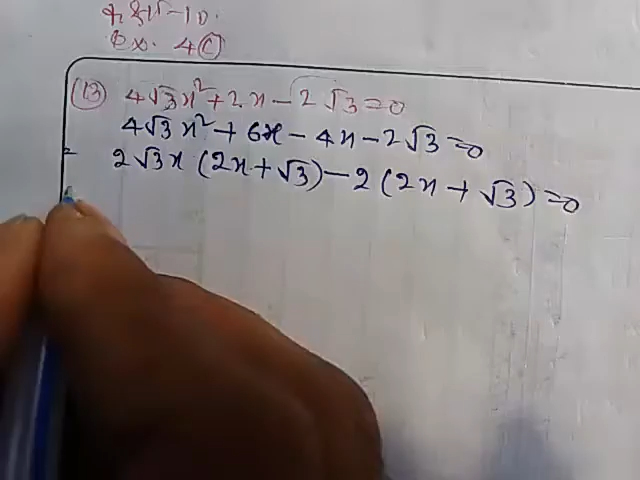 Ex. 4(C)
(13) 4√3x² + 2x - 2√3 = 0
4√3x² + 6x - 4x - 2√3 = 0
2√3x (2x + √3) - 2 (2x + √3) = 0